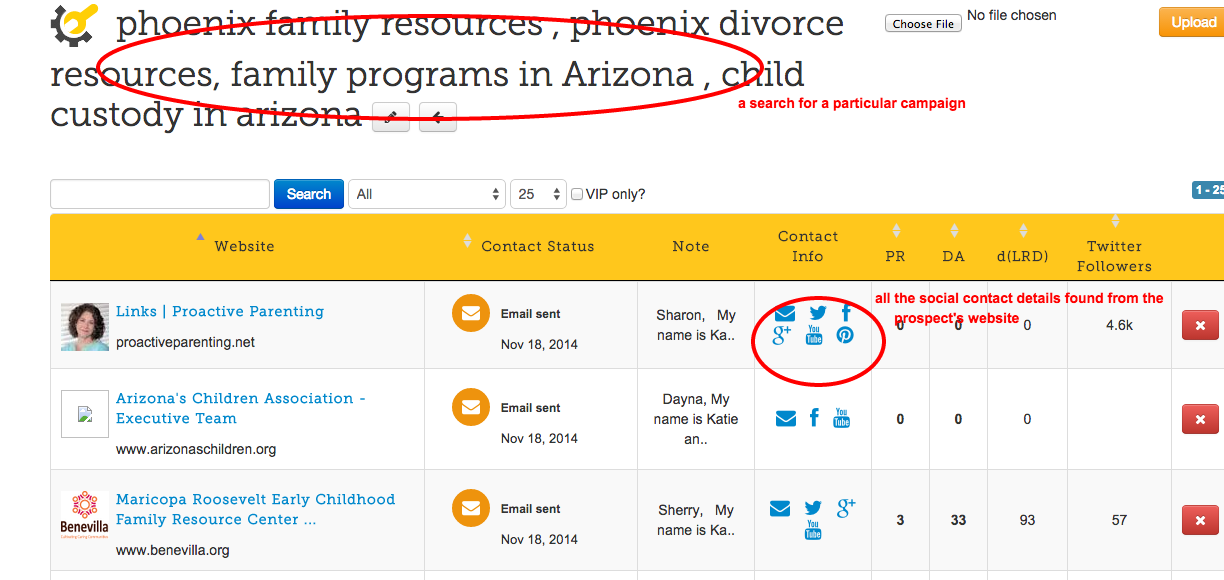 phoenix family resources , phoenix divorce
resources, family programs in Arizona , child
custody in arizona
Choose File No file chosen
Upload
a search for a particular campaign
Search All 25 VIP only?
1 - 25
Website Contact Status Note Contact Info PR DA d(LRD) Twitter Followers
all the social contact details found from the
prospect's website
Links | Proactive Parenting
proactiveparenting.net
Email sent
Nov 18, 2014
Sharon, My
name is Ka..
g+ You Tube
0 0 0 4.6k
Arizona's Children Association -
Executive Team
www.arizonaschildren.org
Email sent
Nov 18, 2014
Dayna, My
name is Katie
an..
You Tube
0 0 0
Benevilla
Maricopa Roosevelt Early Childhood
Family Resource Center ...
www.benevilla.org
Email sent
Nov 18, 2014
Sherry, My
name is Ka..
g+
You Tube
3 33 93 57